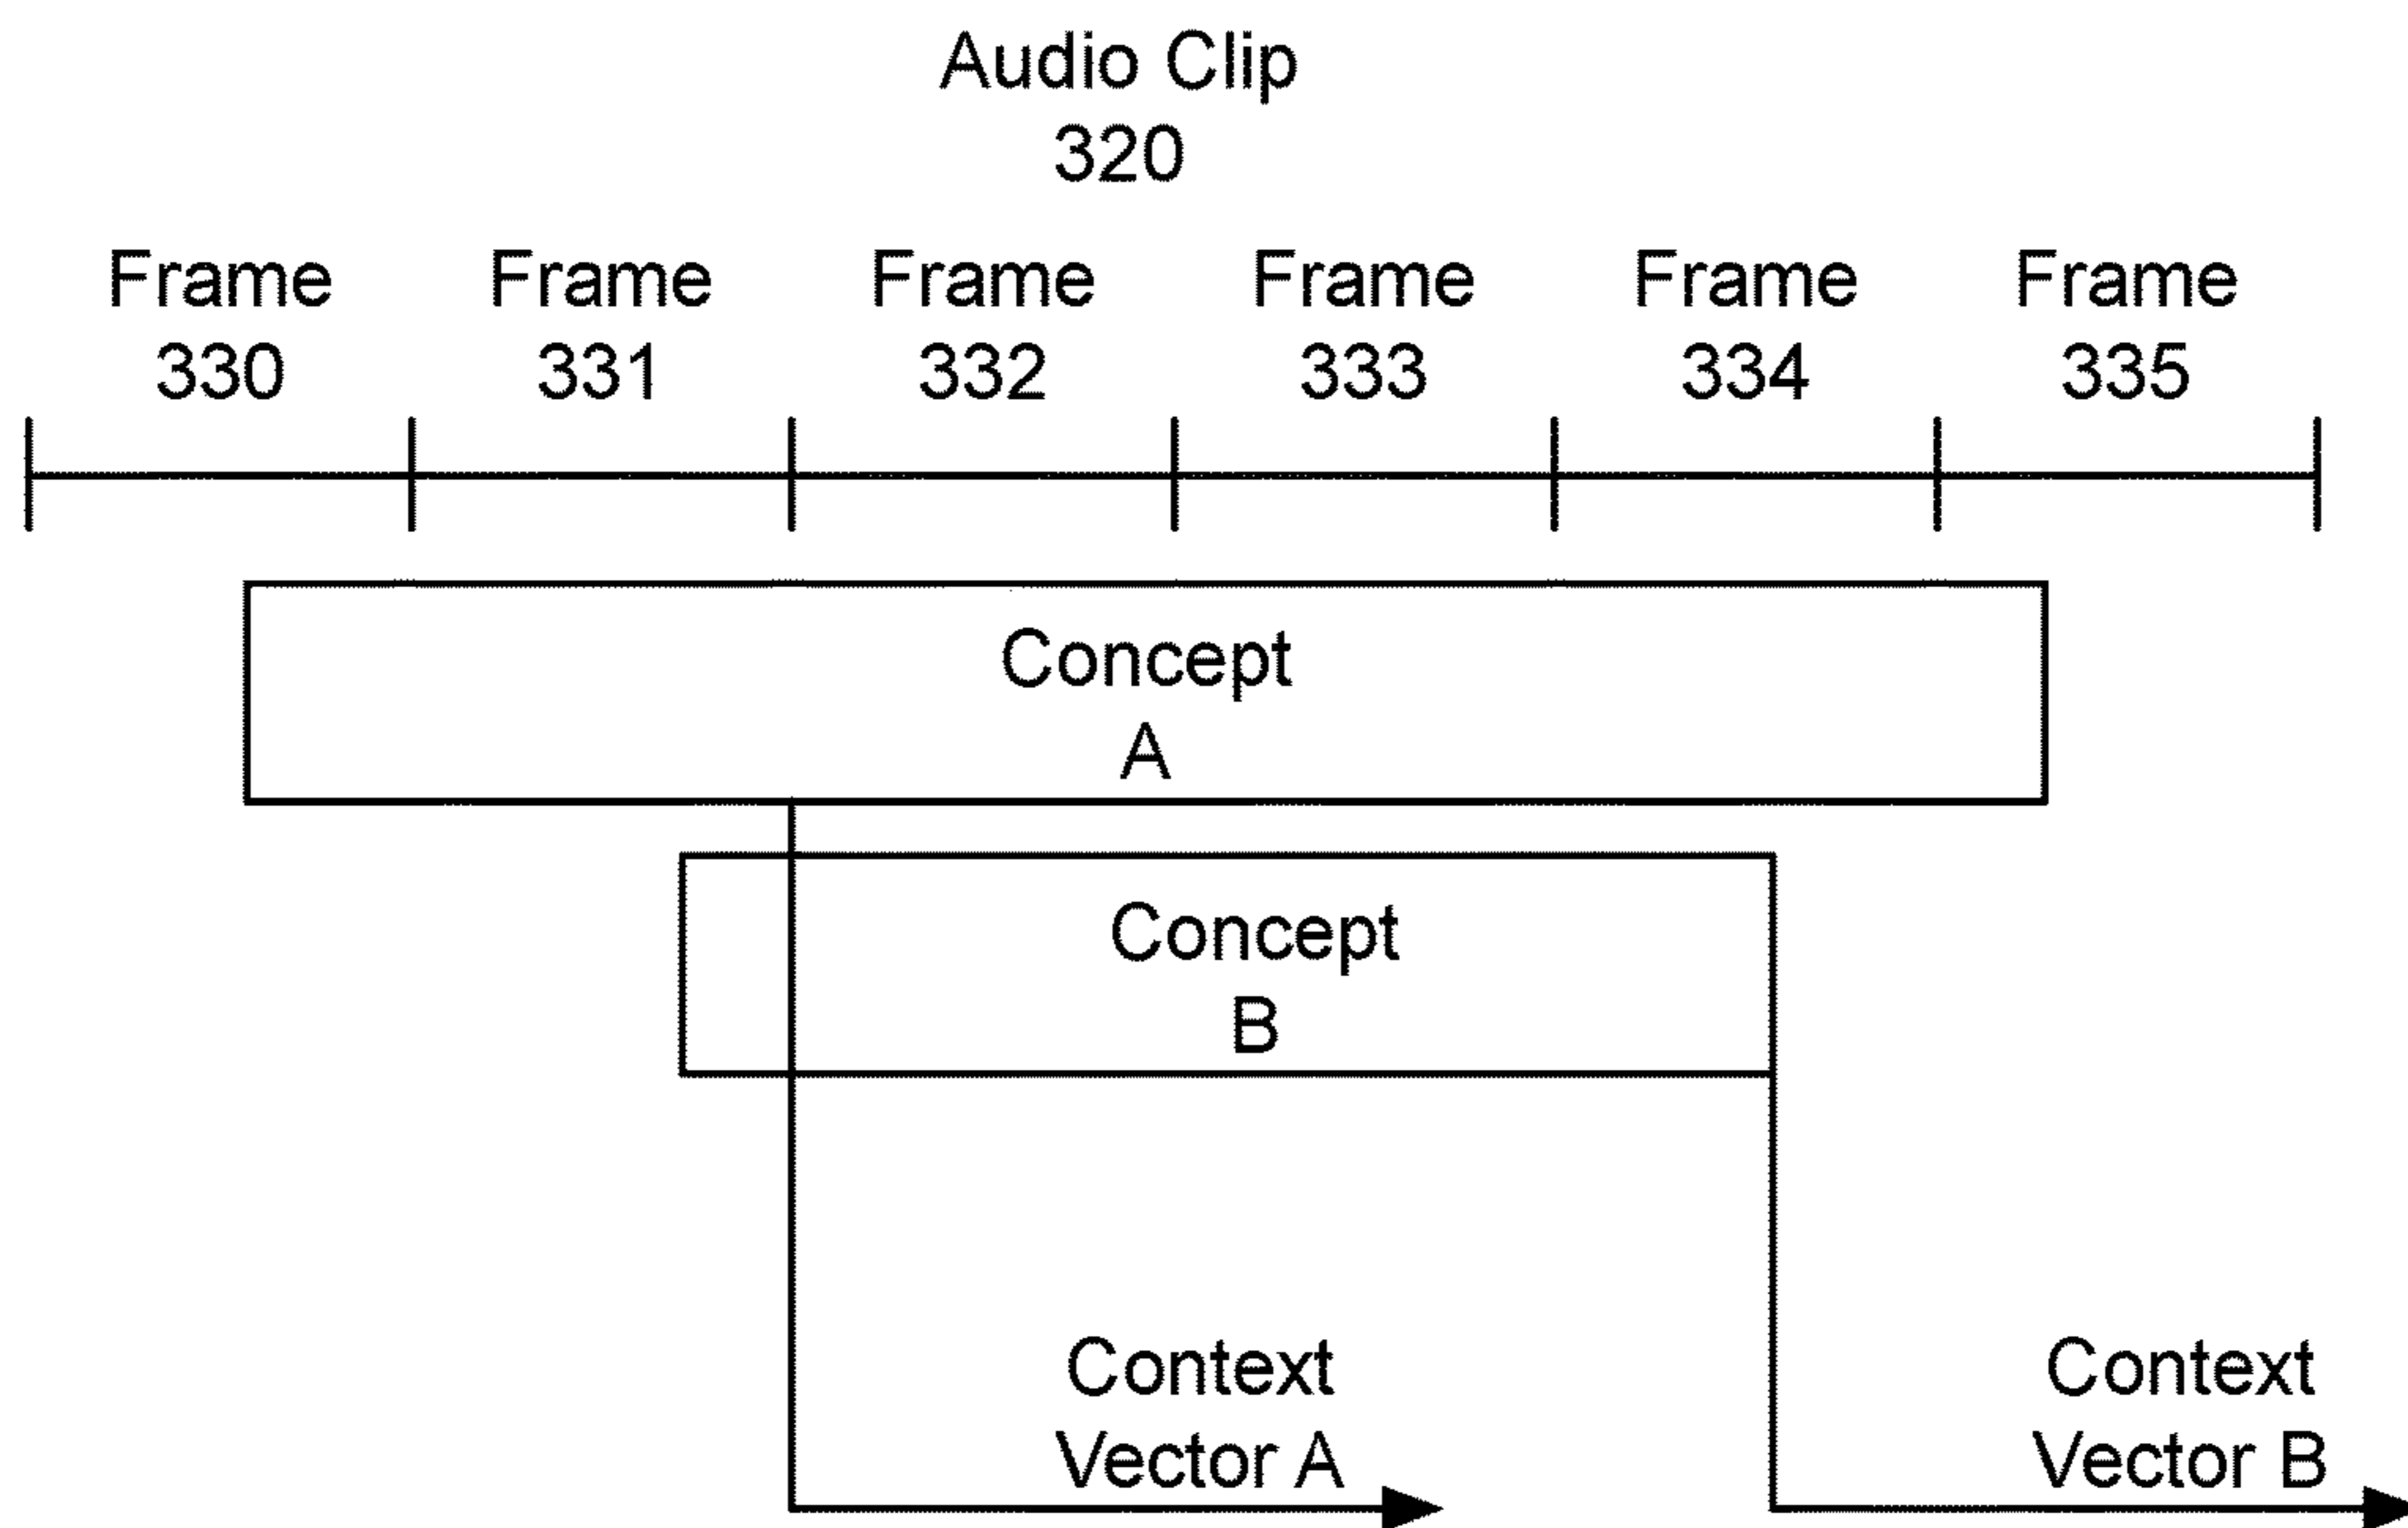 Audio Clip
320
Frame Frame Frame Frame Frame Frame
330 331 332 333 334 335
Concept
A
Concept
B
Context
Vector A
Context
Vector B